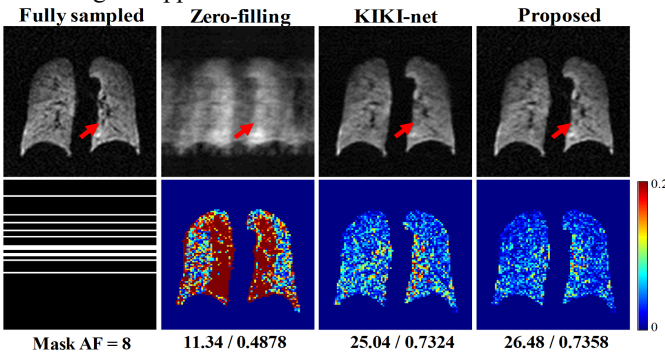 Fully sampled Zero-filling KIKI-net Proposed
0.2
0
Mask AF = 8 11.34 / 0.4878 25.04 / 0.7324 26.48 / 0.7358